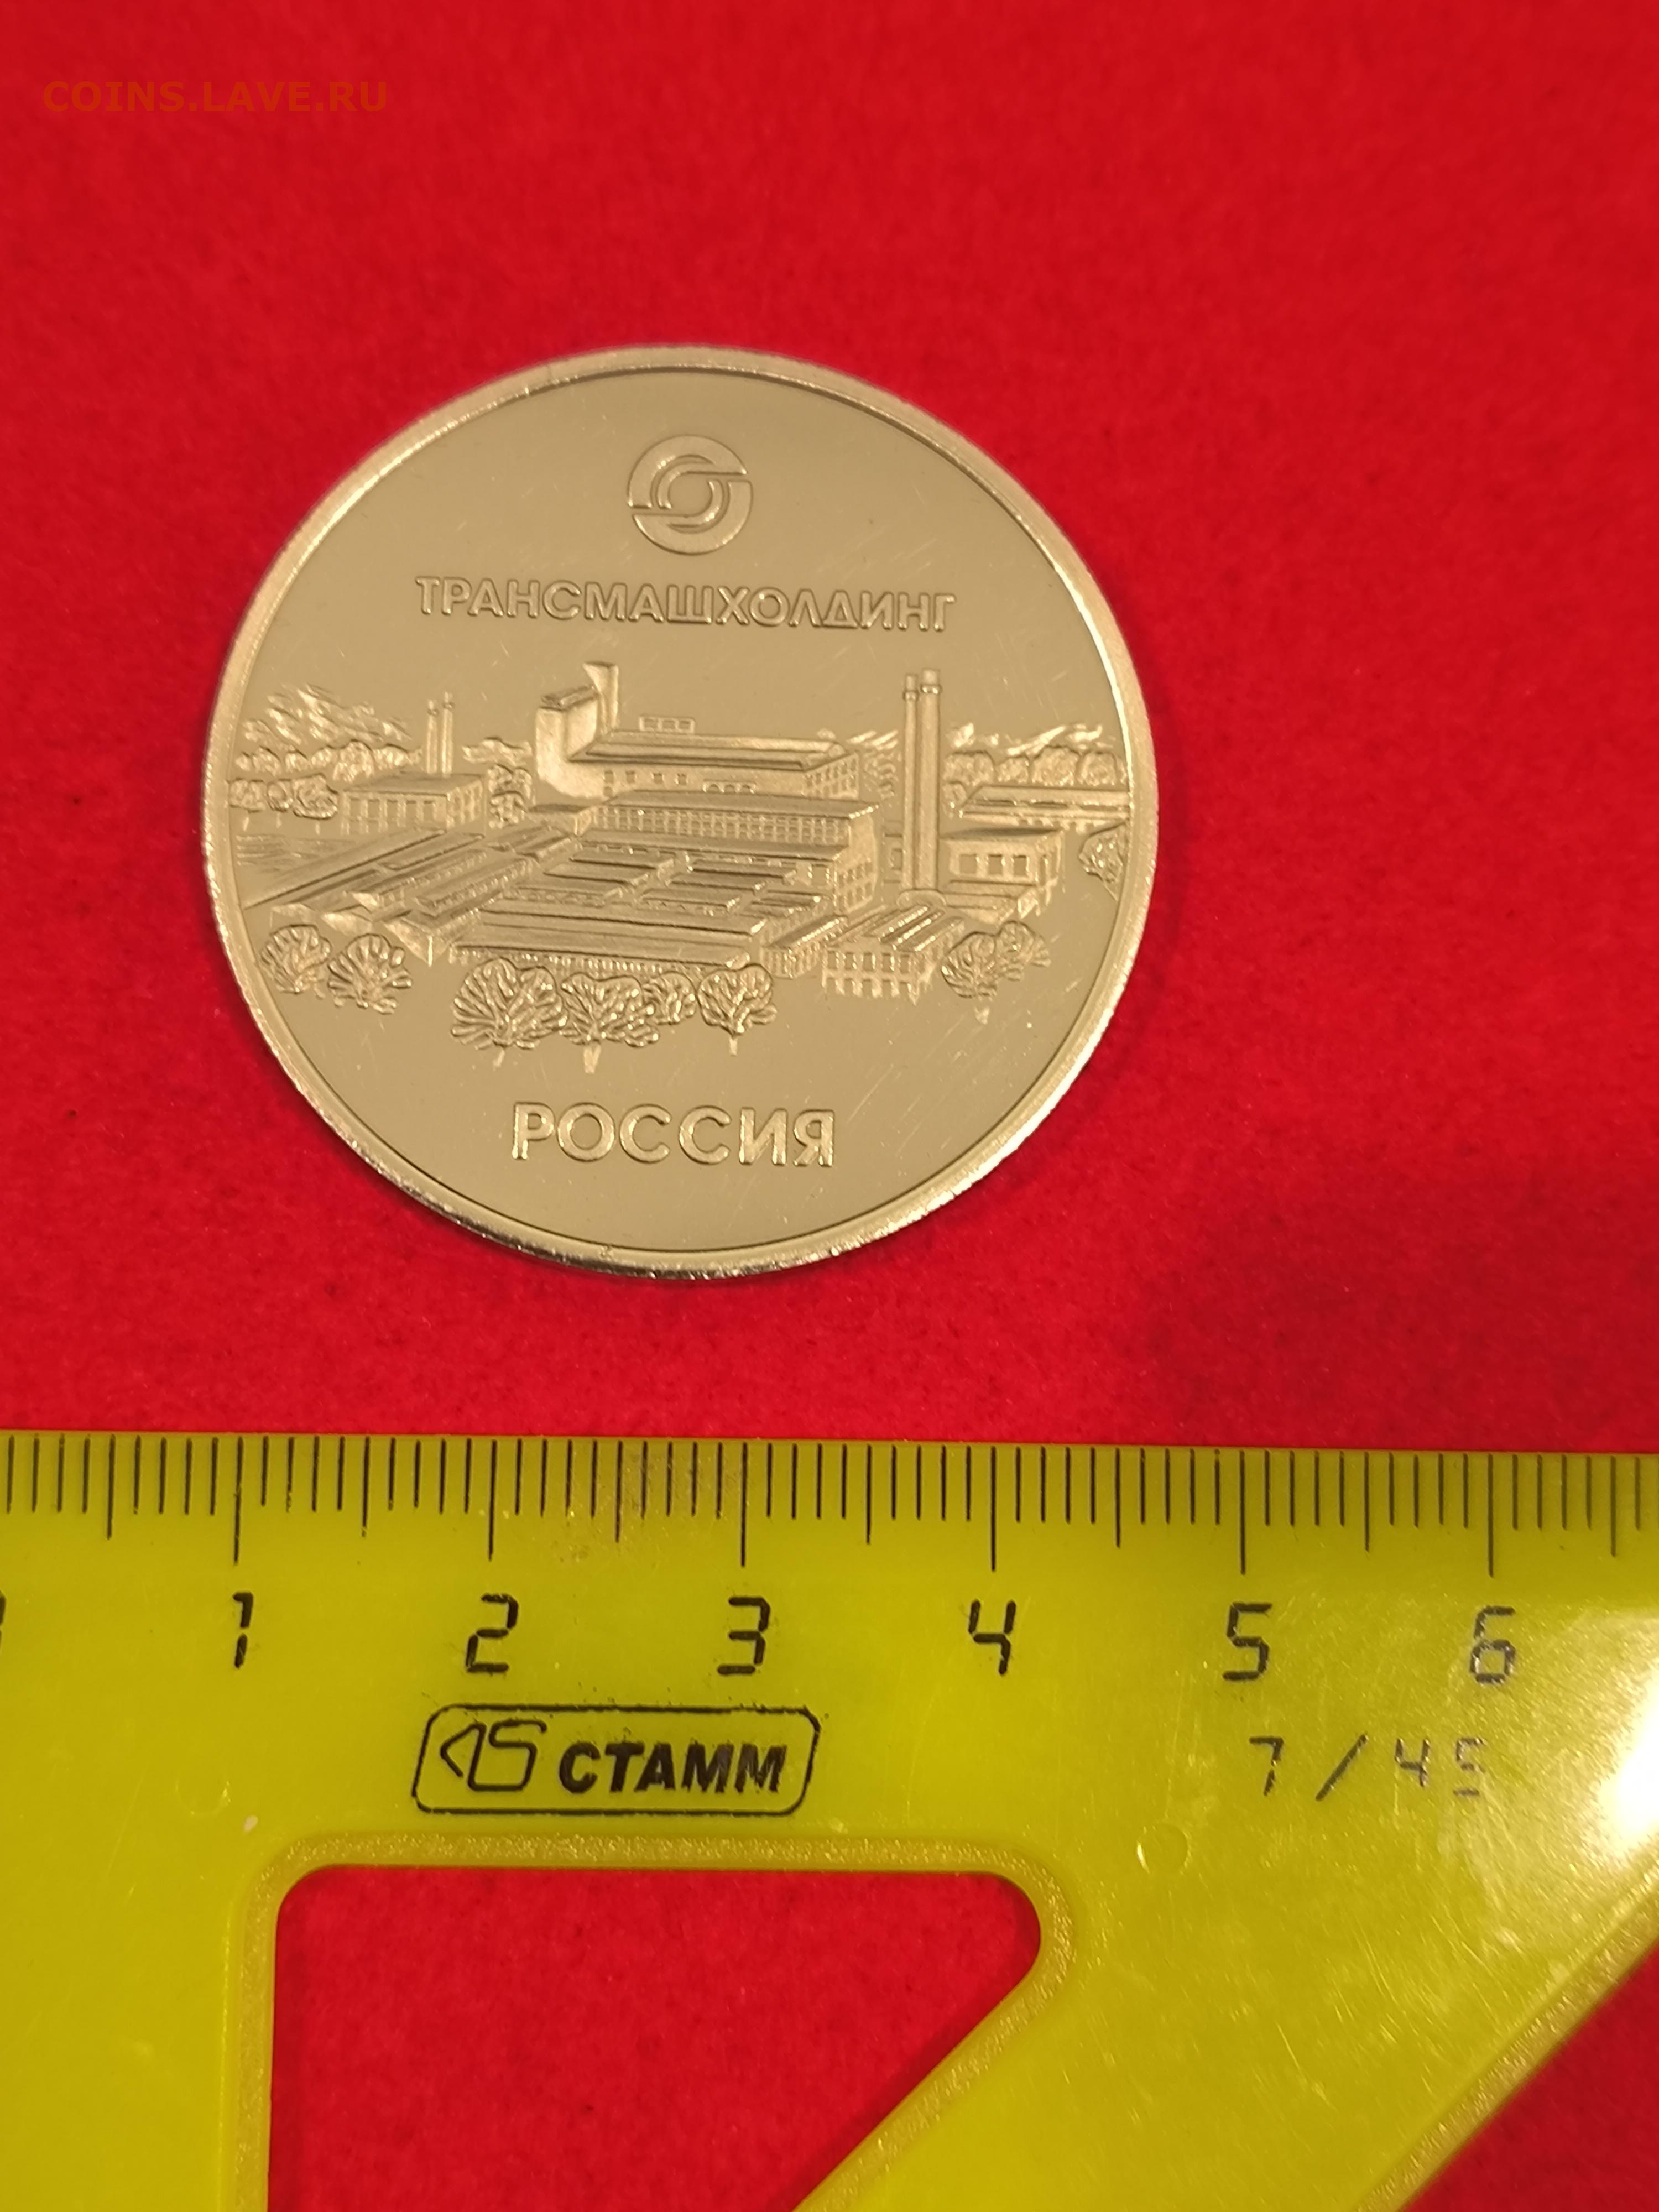 COINS.LAVE.RU
ТРАНСМАШХОЛДИНГ
РОССИЯ
1 2 3 4 5 6
СТАММ
7/45